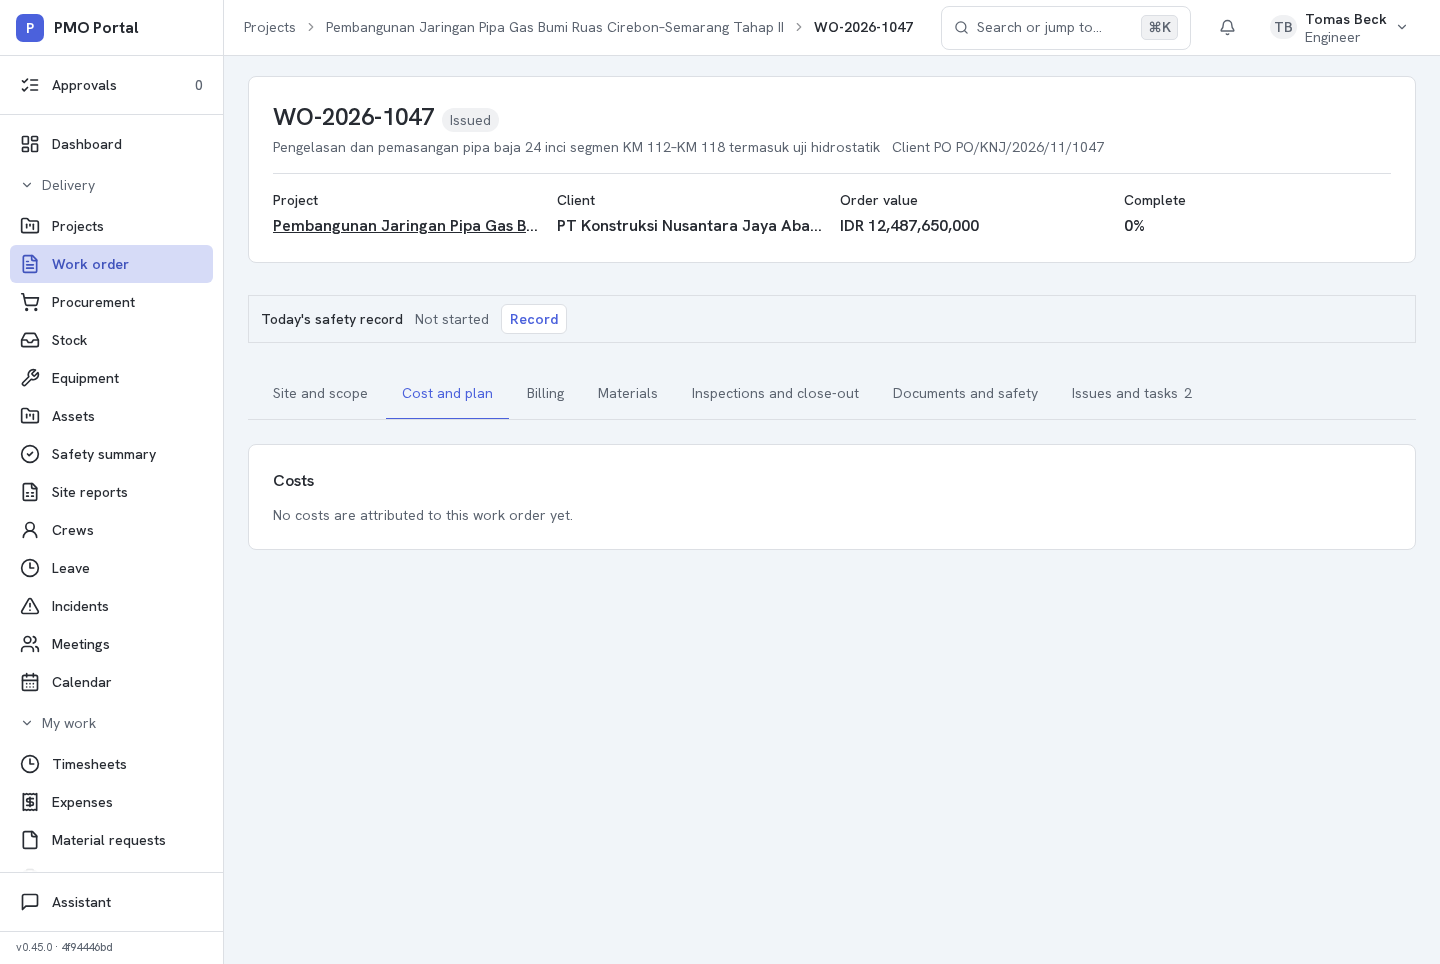 P PMO Portal
Projects > Pembangunan Jaringan Pipa Gas Bumi Ruas Cirebon–Semarang Tahap II > WO-2026-1047
Search or jump to... ⌘K
TB Tomas Beck
Engineer
Approvals 0
Dashboard
Delivery
Projects
Work order
Procurement
Stock
Equipment
Assets
Safety summary
Site reports
Crews
Leave
Incidents
Meetings
Calendar
My work
Timesheets
Expenses
Material requests
Assistant
v0.45.0 · 4f94446bd
WO-2026-1047 Issued
Pengelasan dan pemasangan pipa baja 24 inci segmen KM 112–KM 118 termasuk uji hidrostatik Client PO PO/KNJ/2026/11/1047
Project Client Order value Complete
Pembangunan Jaringan Pipa Gas B... PT Konstruksi Nusantara Jaya Aba... IDR 12,487,650,000 0%
Today's safety record Not started Record
Site and scope Cost and plan Billing Materials Inspections and close-out Documents and safety Issues and tasks 2
Costs
No costs are attributed to this work order yet.